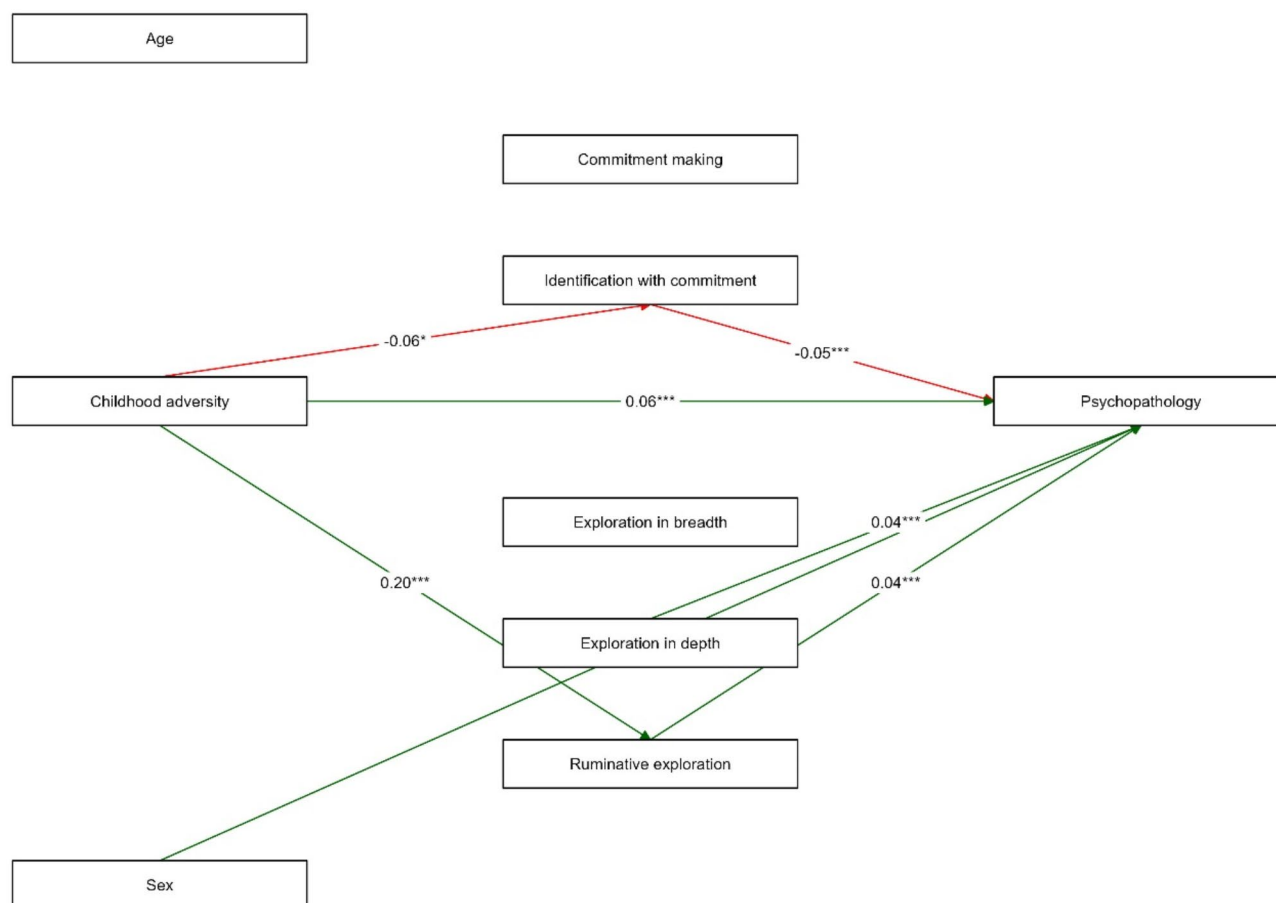 Age
Commitment making
Identification with commitment
-0.06*
-0.05***
Childhood adversity
0.06***
Psychopathology
Exploration in breadth
0.04***
0.20***
0.04***
Exploration in depth
Ruminative exploration
Sex